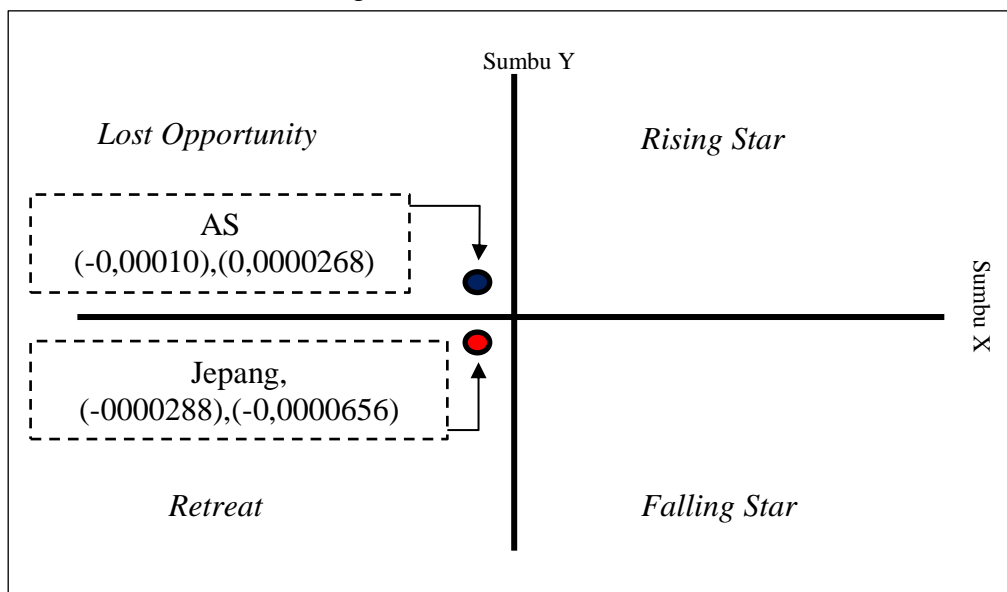 Sumbu Y
Lost Opportunity
Rising Star
AS
(-0,00010),(0,0000268)
Sumbu X
Jepang,
(-0000288),(-0,0000656)
Retreat
Falling Star